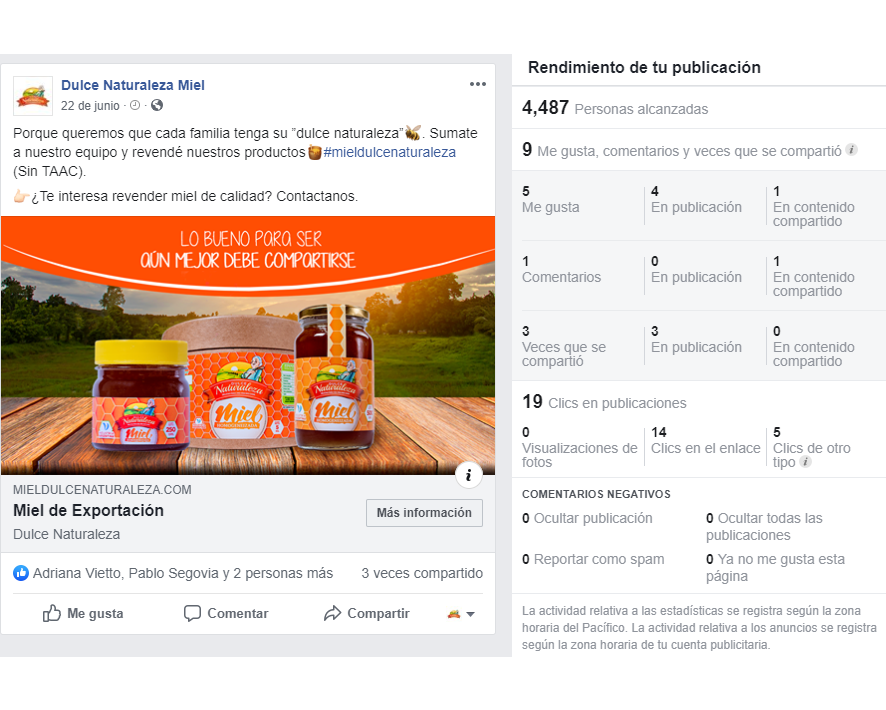 Dulce Naturaleza Miel
22 de junio ·
Porque queremos que cada familia tenga su "dulce naturaleza"🐝. Sumate
a nuestro equipo y revendé nuestros productos🍯#mieldulcenaturaleza
(Sin TAAC).
👉🏻¿Te interesa revender miel de calidad? Contactanos.
LO BUENO PARA SER
AÚN MEJOR DEBE COMPARTIRSE
Naturaleza
Miel
Naturaleza
Miel
Naturaleza
Miel
250
MIELDULCENATURALEZA.COM
Miel de Exportación
Dulce Naturaleza
Más información
Adriana Vietto, Pablo Segovia y 2 personas más
3 veces compartido
Me gusta
Comentar
Compartir
Rendimiento de tu publicación
4,487 Personas alcanzadas
9 Me gusta, comentarios y veces que se compartió
5
Me gusta
4
En publicación
1
En contenido
compartido
1
Comentarios
0
En publicación
1
En contenido
compartido
3
Veces que se
compartió
3
En publicación
0
En contenido
compartido
19 Clics en publicaciones
0
Visualizaciones de
fotos
14
Clics en el enlace
5
Clics de otro
tipo
COMENTARIOS NEGATIVOS
0 Ocultar publicación
0 Ocultar todas las
publicaciones
0 Reportar como spam
0 Ya no me gusta esta
página
La actividad relativa a las estadísticas se registra según la zona
horaria del Pacífico. La actividad relativa a los anuncios se registra
según la zona horaria de tu cuenta publicitaria.